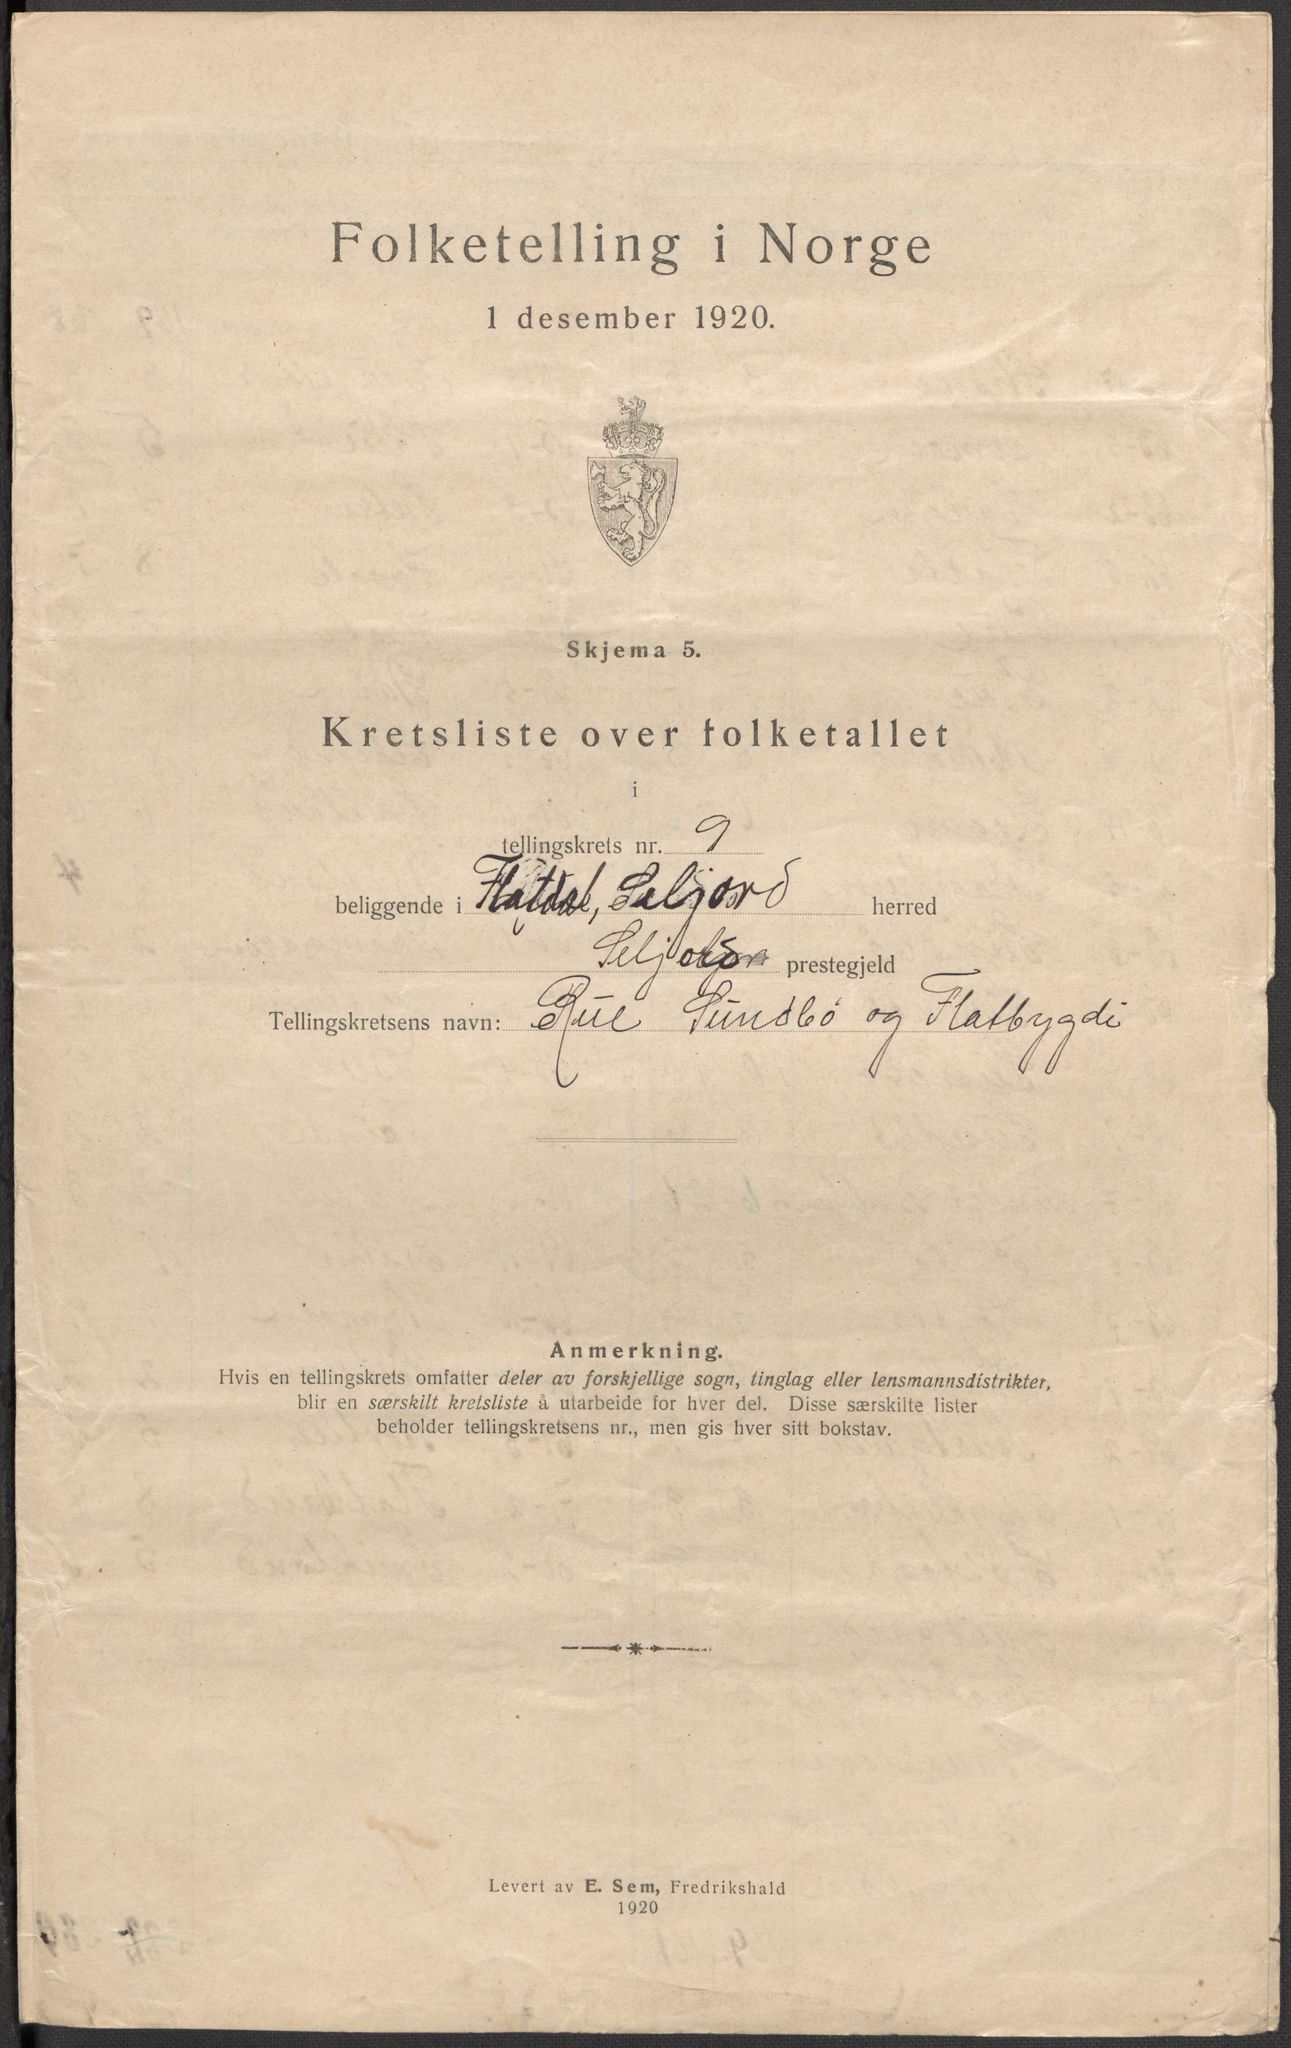 Folketelling i Norge
1 desember 1920.
Skjema 5.
Kretsliste over folketallet
i
tellingskrets nr. 9
beliggende i Flatdal, Seljord herred
Seljord prestegjeld
Tellingskretsens navn: Rue Sundbö og Flatbygdi
Anmerkning.
Hvis en tellingskrets omfatter deler av forskjellige sogn, tinglag eller lensmannsdistrikter,
blir en særskilt kretsliste å utarbeide for hver del. Disse særskilte lister
beholder tellingskretsens nr., men gis hver sitt bokstav.
Levert av E. Sem, Fredrikshald
1920